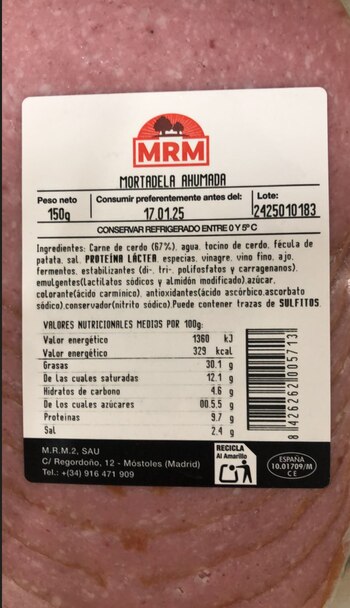 MRM
MORTADELA AHUMADA
Peso neto
150g
Consumir preferentemente antes del:
17.01.25
Lote:
2425010183
CONSERVAR REFRIGERADO ENTRE 0 Y 5º C
Ingredientes: Carne de cerdo (67%), agua, tocino de cerdo, fécula de
patata, sal, PROTEÍNA LÁCTEA, especias, vinagre, vino fino, ajo,
fermentos, estabilizantes (di-, tri-, polifosfatos y carragenanos),
emulgentes(lactilatos sódicos y almidón modificado),azúcar,
colorante(ácido carmínico), antioxidantes(ácido ascórbico,ascorbato
sódico),conservador(nitrito sódico).Puede contener trazas de SULFITOS
VALORES NUTRICIONALES MEDIOS POR 100g:
Valor energético 1360 kJ
Valor energético 329 kcal
Grasas 30.1 g
De las cuales saturadas 12.1 g
Hidratos de carbono 4.6 g
De los cuales azúcares 00.5.5 g
Proteinas 9.7 g
Sal 2.4 g
8 426262 005713
M.R.M.2, SAU
C/ Regordoño, 12 - Móstoles (Madrid)
Tel.: +(34) 916 471 909
RECICLA
Al Amarillo
ESPAÑA
10.01709/M
C E